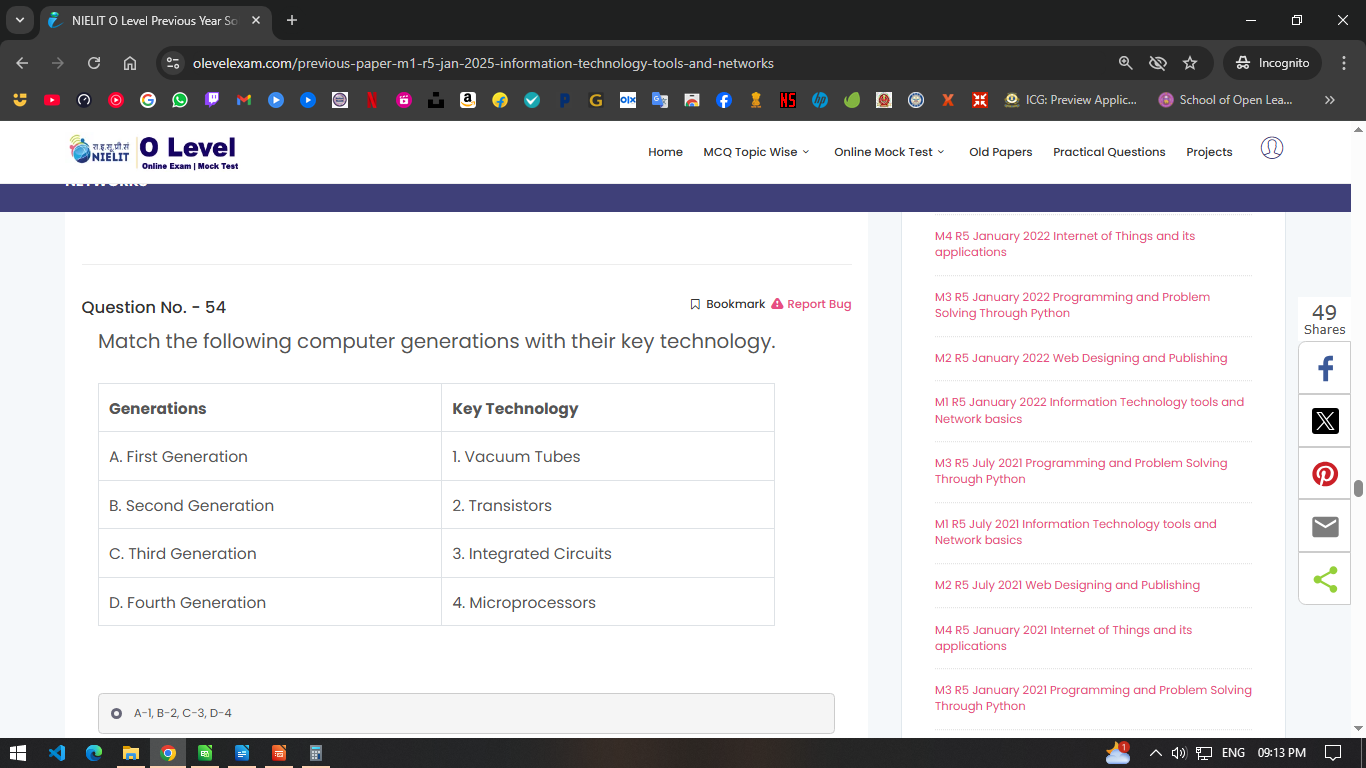 NIELIT O Level Previous Year So
olevelexam.com/previous-paper-m1-r5-jan-2025-information-technology-tools-and-networks
Incognito
ICG: Preview Applic...
School of Open Lea...
NIELIT
O Level
Online Exam | Mock Test
Home
MCQ Topic Wise
Online Mock Test
Old Papers
Practical Questions
Projects
NETWORKS
Question No. - 54
Bookmark
Report Bug
Match the following computer generations with their key technology.
Generations
Key Technology
A. First Generation
1. Vacuum Tubes
B. Second Generation
2. Transistors
C. Third Generation
3. Integrated Circuits
D. Fourth Generation
4. Microprocessors
A-1, B-2, C-3, D-4
M4 R5 January 2022 Internet of Things and its
applications
M3 R5 January 2022 Programming and Problem
Solving Through Python
M2 R5 January 2022 Web Designing and Publishing
M1 R5 January 2022 Information Technology tools and
Network basics
M3 R5 July 2021 Programming and Problem Solving
Through Python
M1 R5 July 2021 Information Technology tools and
Network basics
M2 R5 July 2021 Web Designing and Publishing
M4 R5 January 2021 Internet of Things and its
applications
M3 R5 January 2021 Programming and Problem Solving
Through Python
49
Shares
1
ENG
09:13 PM